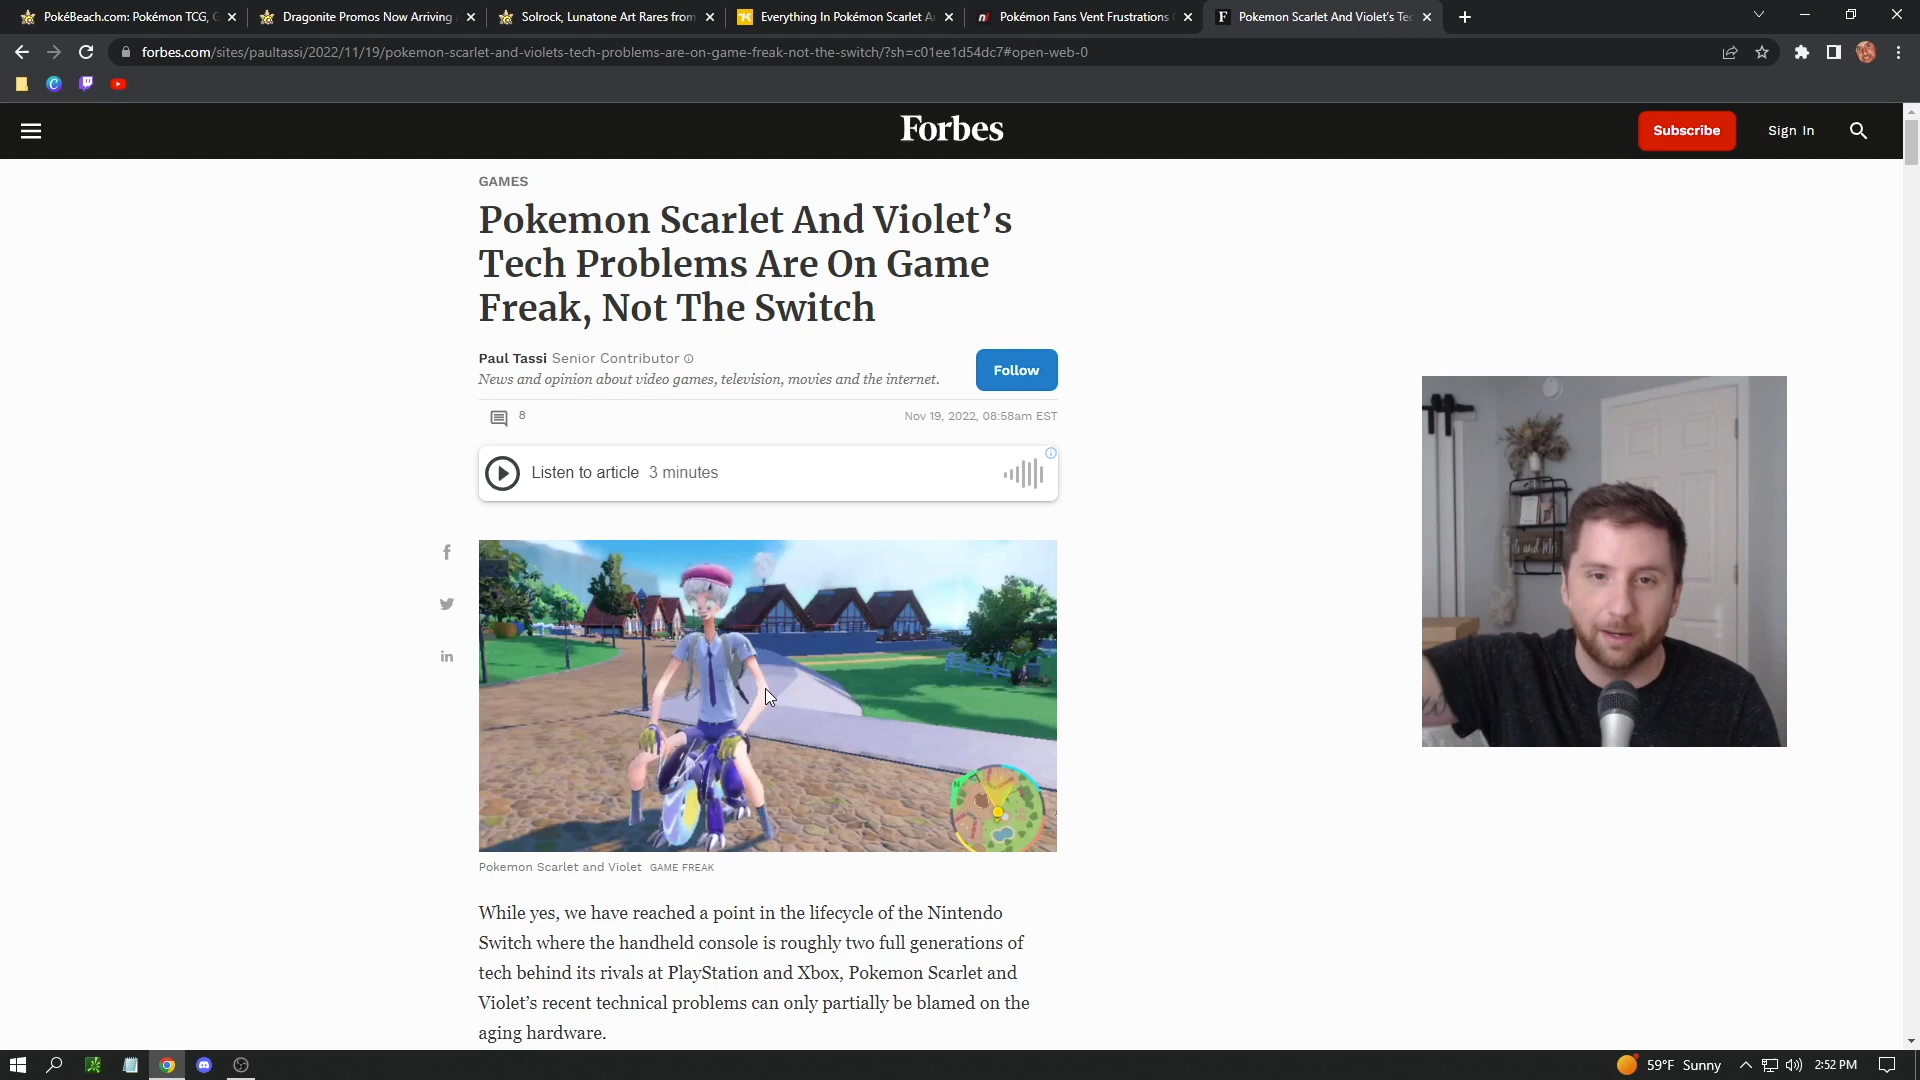 PokéBeach.com: Pokémon TCG, G
Dragonite Promos Now Arriving
Solrock, Lunatone Art Rares from
Everything In Pokémon Scarlet A
Pokémon Fans Vent Frustrations
Pokemon Scarlet And Violet's Tec
forbes.com/sites/paultassi/2022/11/19/pokemon-scarlet-and-violets-tech-problems-are-on-game-freak-not-the-switch/?sh=c01ee1d54dc7#open-web-0
Forbes
Subscribe
Sign In
GAMES
Pokemon Scarlet And Violet’s
Tech Problems Are On Game
Freak, Not The Switch
Paul Tassi Senior Contributor
News and opinion about video games, television, movies and the internet.
Follow
8
Nov 19, 2022, 08:58am EST
Listen to article 3 minutes
Pokemon Scarlet and Violet GAME FREAK
While yes, we have reached a point in the lifecycle of the Nintendo
Switch where the handheld console is roughly two full generations of
tech behind its rivals at PlayStation and Xbox, Pokemon Scarlet and
Violet’s recent technical problems can only partially be blamed on the
aging hardware.
59°F Sunny
2:52 PM